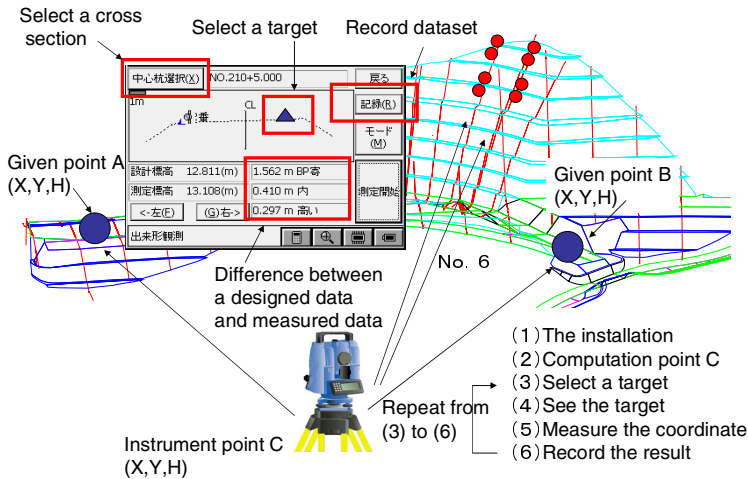 Select a cross
section
Select a target
Record dataset
中心杭選択(X)
NO.210+5.000
戻る
1m
CL
記録(R)
モード
(M)
Given point A
(X,Y,H)
設計標高 12.811(m)
1.562 m BP寄
測定標高 13.108(m)
0.410 m 内
測定開始
<-左(F)
(G)右->
0.297 m 高い
出来形観測
Given point B
(X,Y,H)
No. 6
Difference between
a designed data
and measured data
(1)The installation
(2)Computation point C
(3)Select a target
(4)See the target
(5)Measure the coordinate
(6)Record the result
Repeat from
(3) to (6)
Instrument point C
(X,Y,H)